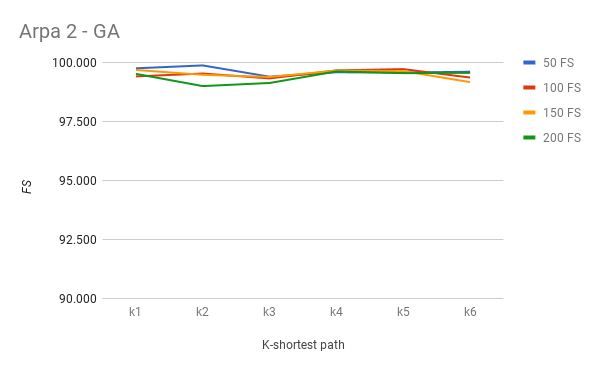 Arpa 2 - GA
100.000
97.500
95.000
92.500
90.000
FS
k1
k2
k3
k4
k5
k6
K-shortest path
50 FS
100 FS
150 FS
200 FS